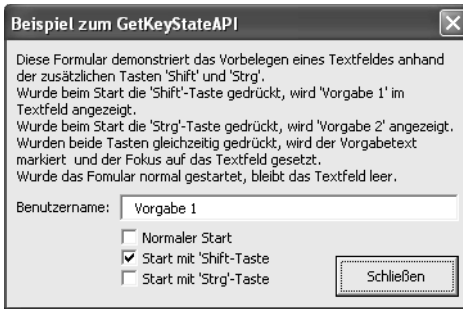 Beispiel zum GetKeyStateAPI
Diese Formular demonstriert das Vorbelegen eines Textfeldes anhand
der zusätzlichen Tasten 'Shift' und 'Strg'.
Wurde beim Start die 'Shift'-Taste gedrückt, wird 'Vorgabe 1' im
Textfeld angezeigt.
Wurde beim Start die 'Strg'-Taste gedrückt, wird 'Vorgabe 2' angezeigt.
Wurden beide Tasten gleichzeitig gedrückt, wird der Vorgabetext
markiert und der Fokus auf das Textfeld gesetzt.
Wurde das Fomular normal gestartet, bleibt das Textfeld leer.
Benutzername: Vorgabe 1
Normaler Start
Start mit 'Shift-Taste
Start mit 'Strg'-Taste
Schließen